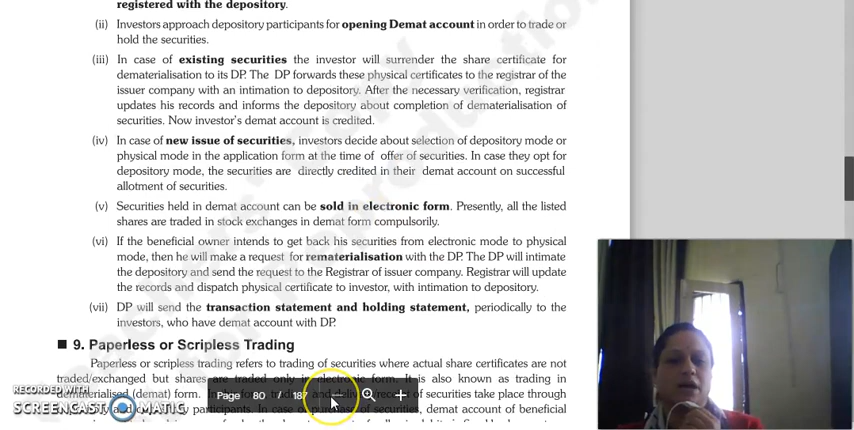 registered with the depository.
(ii) Investors approach depository participants for opening Demat account in order to trade or
hold the securities.
(iii) In case of existing securities the investor will surrender the share certificate for
dematerialisation to its DP. The DP forwards these physical certificates to the registrar of the
issuer company with an intimation to depository. After the necessary verification, registrar
updates his records and informs the depository about completion of dematerialisation of
securities. Now investor's demat account is credited.
(iv) In case of new issue of securities, investors decide about selection of depository mode or
physical mode in the application form at the time of offer of securities. In case they opt for
depository mode, the securities are directly credited in their demat account on successful
allotment of securities.
(v) Securities held in demat account can be sold in electronic form. Presently, all the listed
shares are traded in stock exchanges in demat form compulsorily.
(vi) If the beneficial owner intends to get back his securities from electronic mode to physical
mode, then he will make a request for rematerialisation with the DP. The DP will intimate
the depository and send the request to the Registrar of issuer company. Registrar will update
the records and dispatch physical certificate to investor, with intimation to depository.
(vii) DP will send the transaction statement and holding statement, periodically to the
investors, who have demat account with DP.
■ 9. Paperless or Scripless Trading
Paperless or scripless trading refers to trading of securities where actual share certificates are not
traded/exchanged but shares are traded only in electronic form. It is also known as trading in
dematerialised (demat) form. of securities take place through
participants. In case of purchase of securities, demat account of beneficial
Page 80 / 187
RECORDED WITH
SCREENCAST MATIC